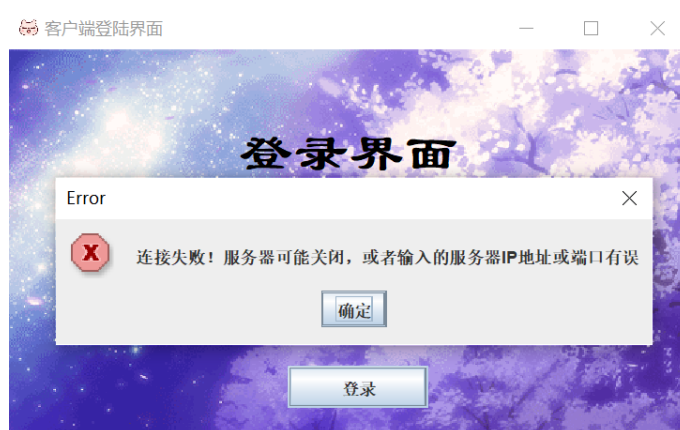 客户端登陆界面
登录界面
Error
连接失败！服务器可能关闭，或者输入的服务器IP地址或端口有误
确定
登录